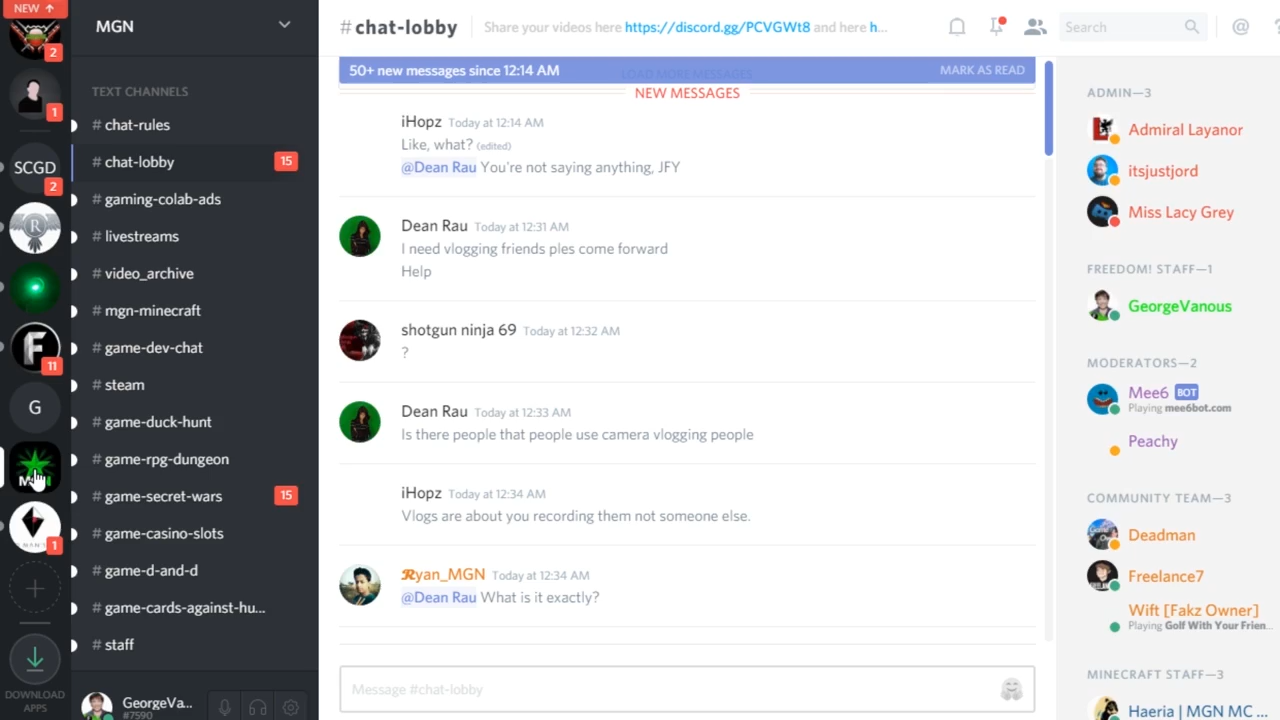 NEW ↑
2
1
SCGD
2
R
F
11
G
1
+
DOWNLOAD
APPS
MGN
TEXT CHANNELS
# chat-rules
# chat-lobby 15
# gaming-colab-ads
# livestreams
# video_archive
# mgn-minecraft
# game-dev-chat
# steam
# game-duck-hunt
# game-rpg-dungeon
# game-secret-wars 15
# game-casino-slots
# game-d-and-d
# game-cards-against-hu...
# staff
GeorgeVa...
#7590
# chat-lobby
Share your videos here https://discord.gg/PCVGWt8 and here h...
Search
@
50+ new messages since 12:14 AM
LOAD MORE MESSAGES
MARK AS READ
NEW MESSAGES
iHopz Today at 12:14 AM
Like, what? (edited)
@Dean Rau You're not saying anything, JFY
Dean Rau Today at 12:31 AM
I need vlogging friends ples come forward
Help
shotgun ninja 69 Today at 12:32 AM
?
Dean Rau Today at 12:33 AM
Is there people that people use camera vlogging people
iHopz Today at 12:34 AM
Vlogs are about you recording them not someone else.
Ryan_MGN Today at 12:34 AM
@Dean Rau What is it exactly?
Message #chat-lobby
ADMIN—3
Admiral Layanor
itsjustjord
Miss Lacy Grey
FREEDOM! STAFF—1
GeorgeVanous
MODERATORS—2
Mee6 BOT
Playing mee6bot.com
Peachy
COMMUNITY TEAM—3
Deadman
Freelance7
Wift [Fakz Owner]
Playing Golf With Your Frien...
MINECRAFT STAFF—3
Haeria | MGN MC ...